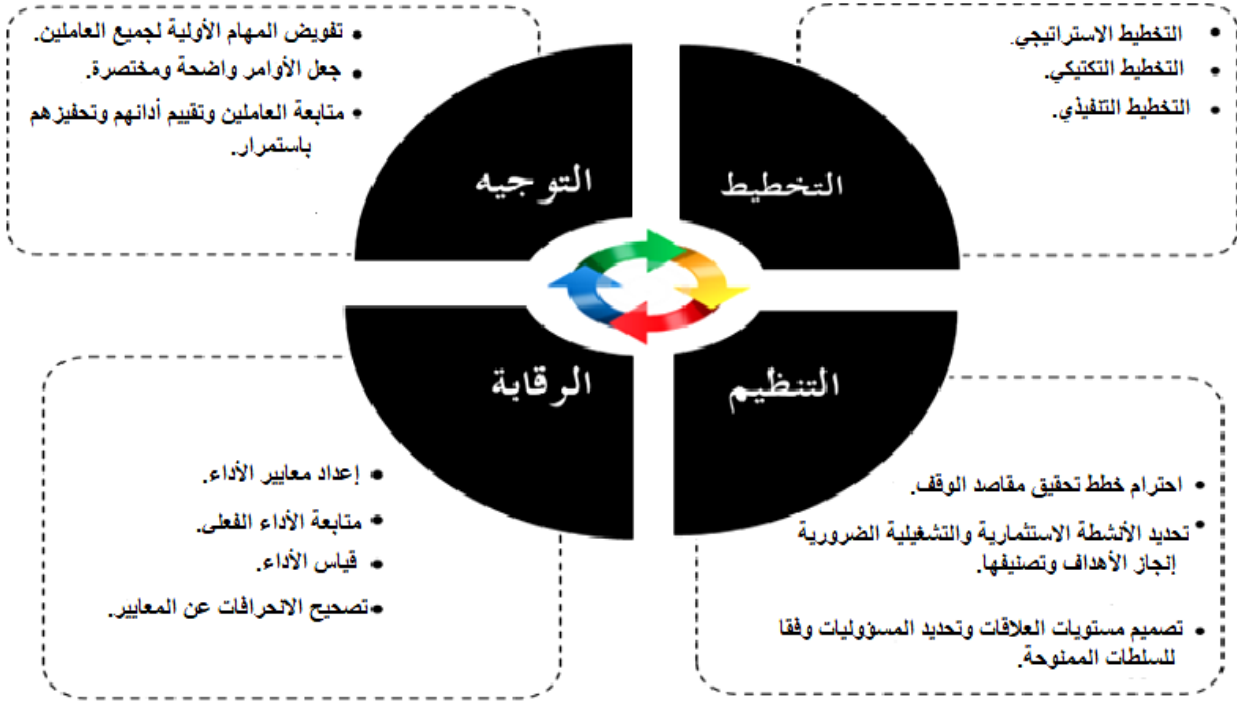 التخطيط
التخطيط الاستراتيجي.
التخطيط التكتيكي.
التخطيط التنفيذي.
التوجيه
تفويض المهام الأولية لجميع العاملين.
جعل الأوامر واضحة ومختصرة.
متابعة العاملين وتقييم أدائهم وتحفيزهم
باستمرار.
التنظيم
احترام خطط تحقيق مقاصد الوقف.
تحديد الأنشطة الاستثمارية والتشغيلية الضرورية
إنجاز الأهداف وتصنيفها.
تصميم مستويات العلاقات وتحديد المسؤوليات وفقا
للسلطات الممنوحة.
الرقابة
إعداد معايير الأداء.
متابعة الأداء الفعلى.
قياس الأداء.
تصحيح الانحرافات عن المعايير.